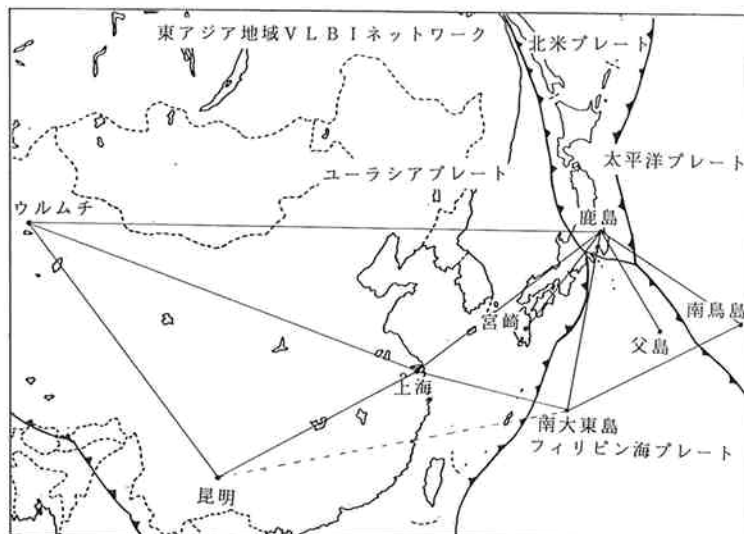 東アジア地域VLBIネットワーク
北米プレート
太平洋プレート
ユーラシアプレート
ウルムチ
鹿島
南鳥島
宮崎
父島
上海
南大東島
フィリピン海プレート
昆明